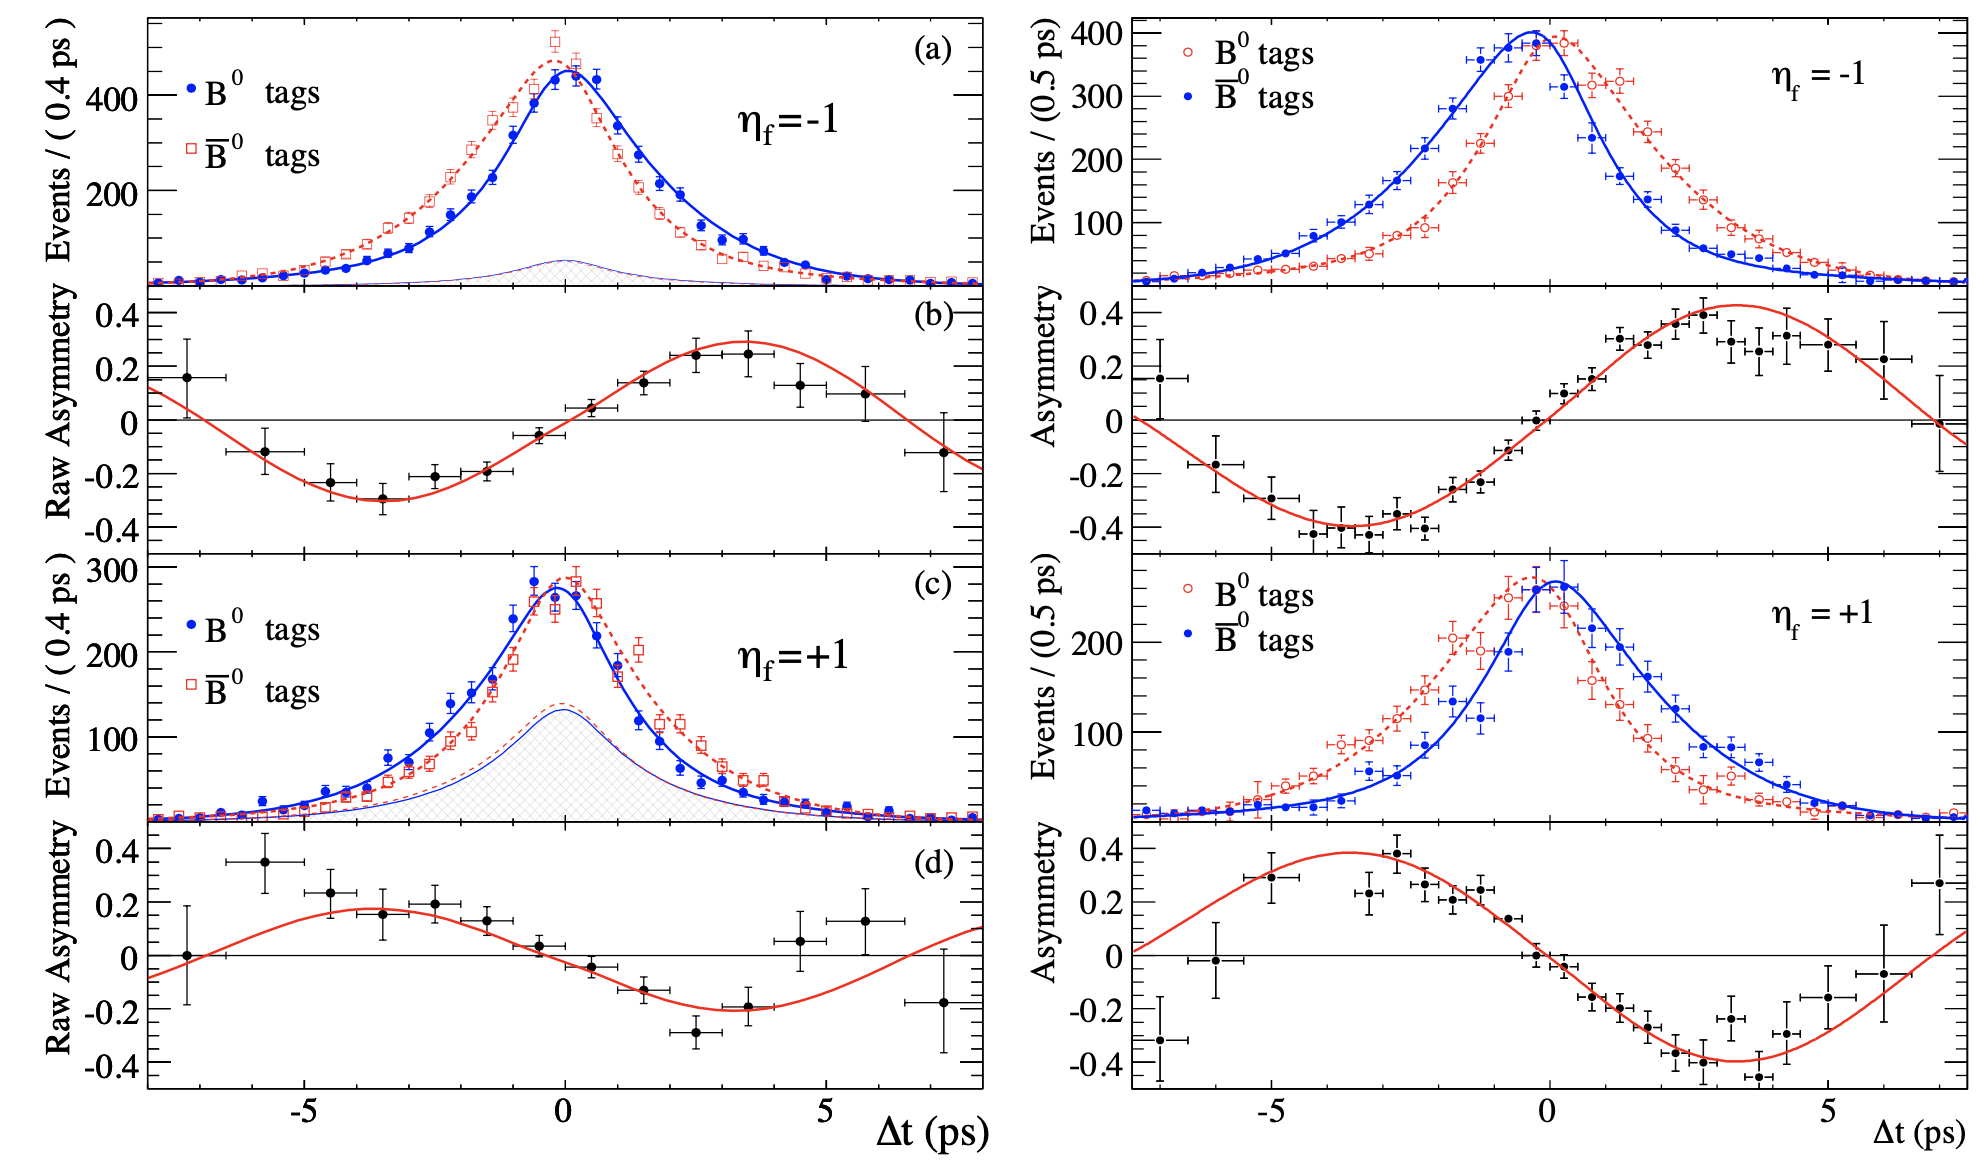 Events / ( 0.4 ps )
400
200
B⁰ tags
B̅⁰ tags
η_f = -1
(a)
Raw Asymmetry
0.4
0.2
0
-0.2
-0.4
(b)
Events / ( 0.4 ps )
300
200
100
B⁰ tags
B̅⁰ tags
η_f = +1
(c)
Raw Asymmetry
0.4
0.2
0
-0.2
-0.4
(d)
-5 0 5
Δt (ps)
Events / (0.5 ps)
400
300
200
100
B⁰ tags
B̅⁰ tags
η_f = -1
Asymmetry
0.4
0.2
0
-0.2
-0.4
Events / (0.5 ps)
200
100
B⁰ tags
B̅⁰ tags
η_f = +1
Asymmetry
0.4
0.2
0
-0.2
-0.4
-5 0 5
Δt (ps)